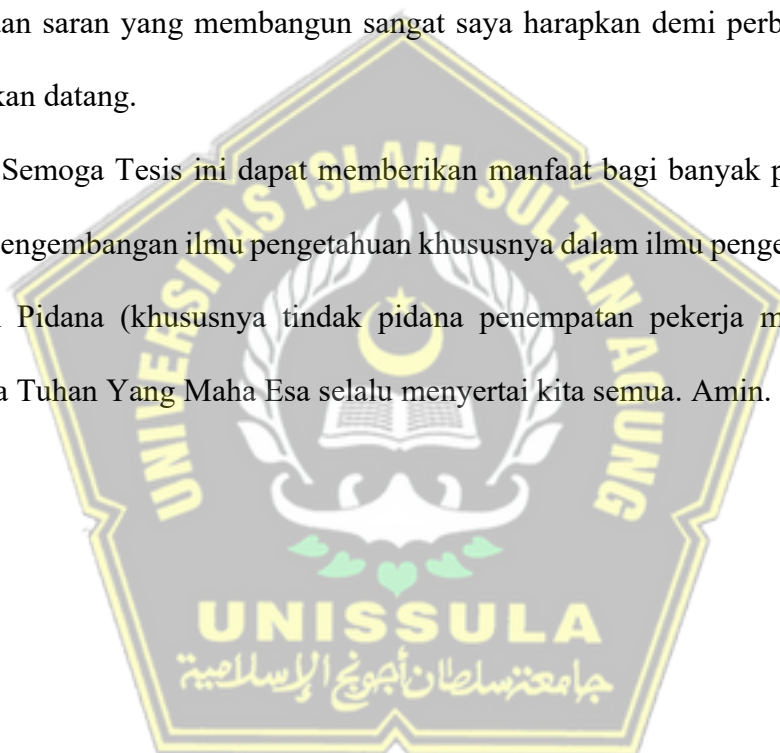 an saran yang membangun sangat saya harapkan demi perb
kan datang.
Semoga Tesis ini dapat memberikan manfaat bagi banyak p
engembangan ilmu pengetahuan khususnya dalam ilmu penge
Pidana (khususnya tindak pidana penempatan pekerja m
a Tuhan Yang Maha Esa selalu menyertai kita semua. Amin.
UNIVERSITAS ISLAM SULTAN AGUNG
UNISSULA
جامعة سلطان أجونج الإسلامية